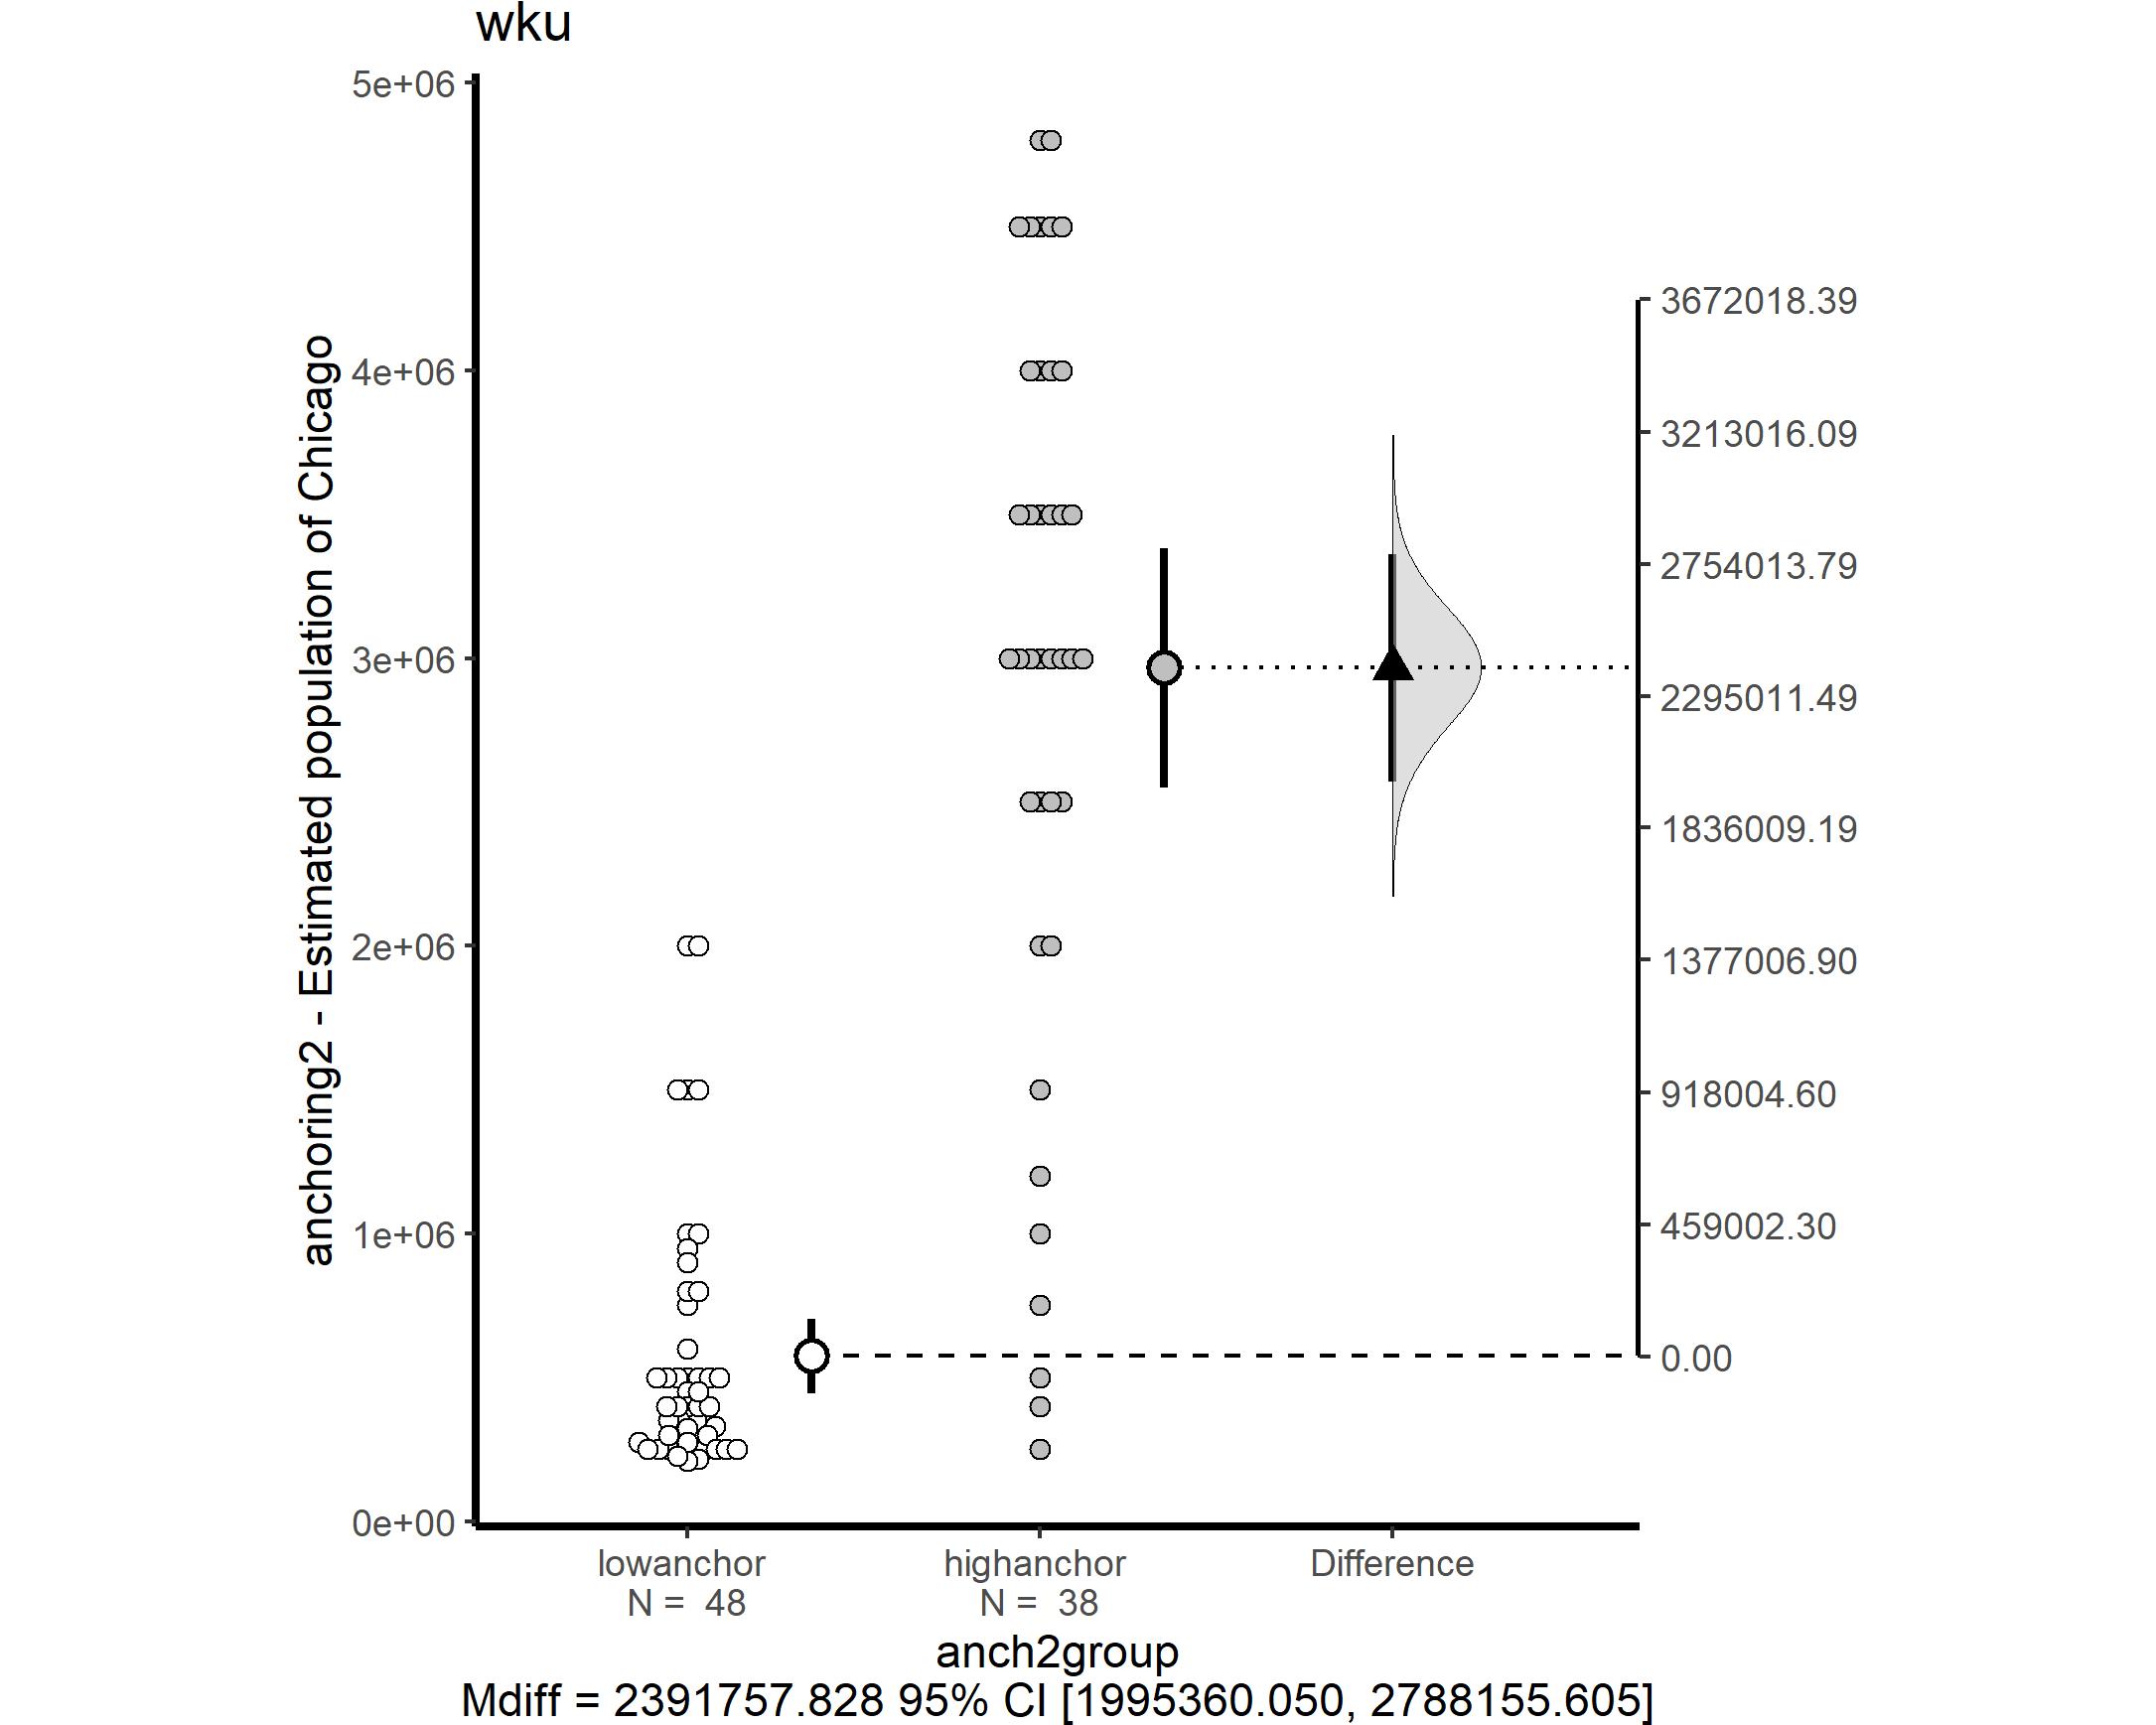 wku
anchoring2 - Estimated population of Chicago
5e+06
4e+06
3e+06
2e+06
1e+06
0e+00
3672018.39
3213016.09
2754013.79
2295011.49
1836009.19
1377006.90
918004.60
459002.30
0.00
lowanchor
N =  48
highanchor
N =  38
Difference
anch2group
Mdiff = 2391757.828 95% CI [1995360.050, 2788155.605]